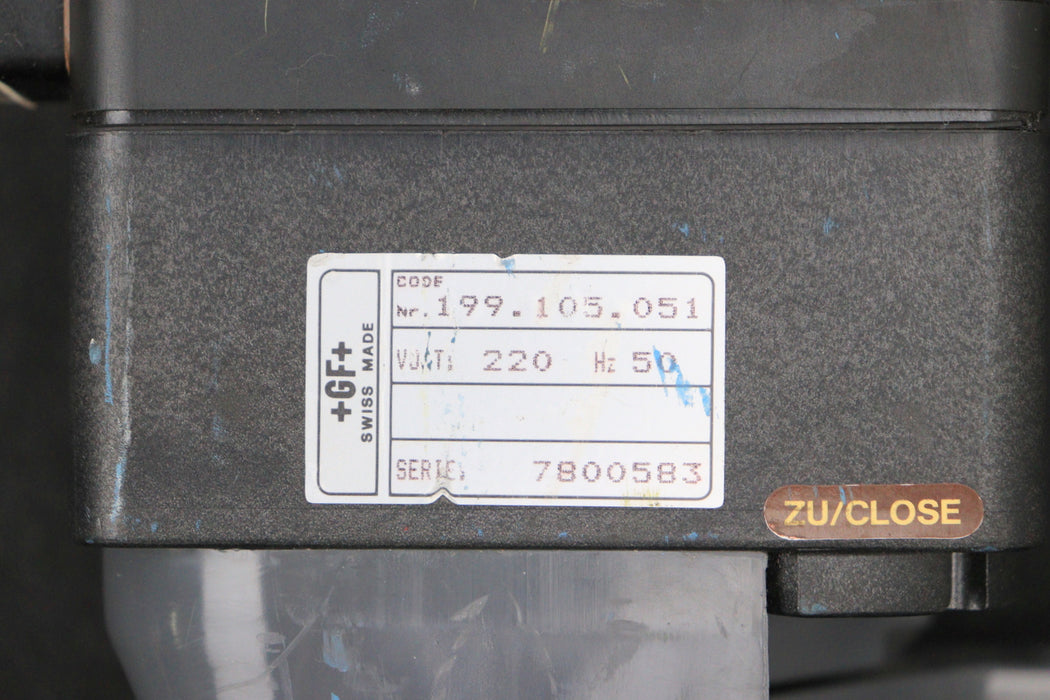 +GF+
SWISS MADE
CODE
Nr. 199.105.051
VOLT: 220 Hz 50
SERIE: 7800583
ZU/CLOSE